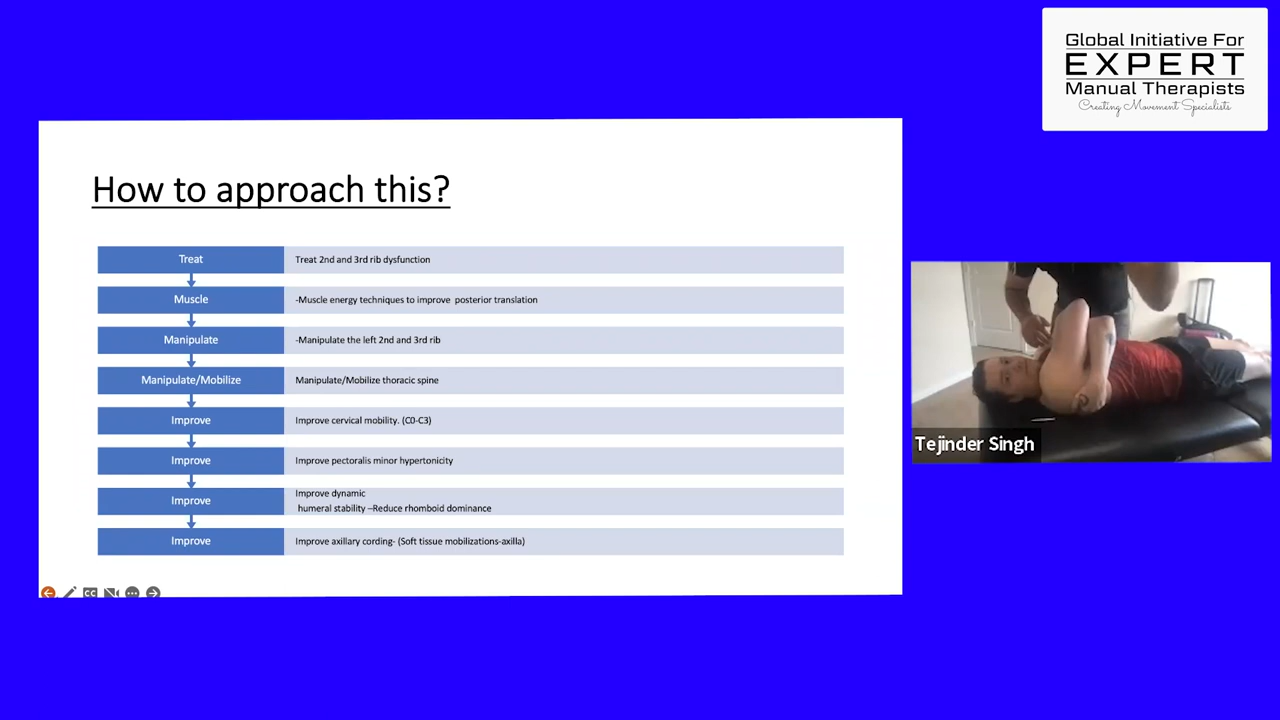 Global Initiative For
EXPERT
Manual Therapists
Creating Movement Specialists
How to approach this?
Treat
Treat 2nd and 3rd rib dysfunction
Muscle
-Muscle energy techniques to improve posterior translation
Manipulate
-Manipulate the left 2nd and 3rd rib
Manipulate/Mobilize
Manipulate/Mobilize thoracic spine
Improve
Improve cervical mobility. (C0-C3)
Improve
Improve pectoralis minor hypertonicity
Improve
Improve dynamic
humeral stability –Reduce rhomboid dominance
Improve
Improve axillary cording- (Soft tissue mobilizations-axilla)
CC
Tejinder Singh